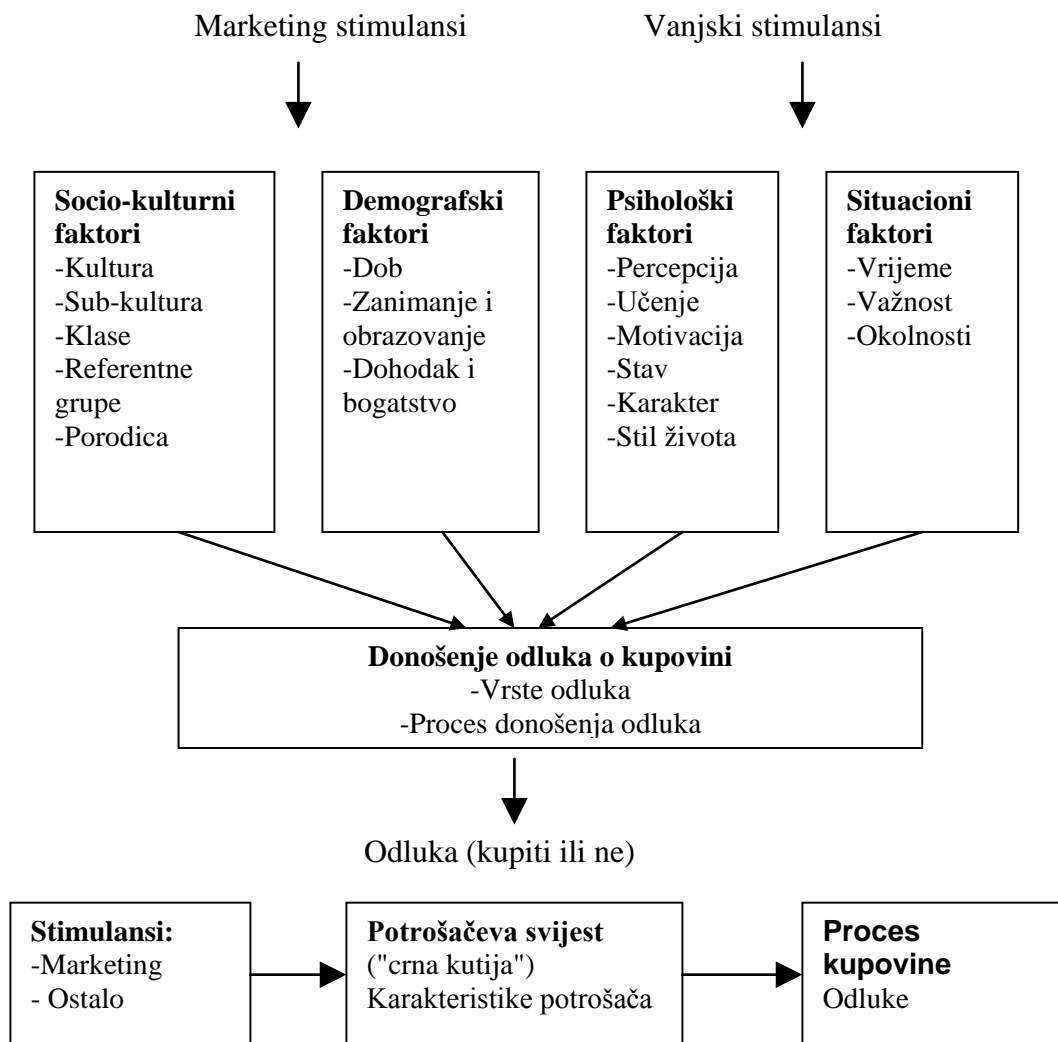 Marketing stimulansi
Vanjski stimulansi
Socio-kulturni
faktori
-Kultura
-Sub-kultura
-Klase
-Referentne
grupe
-Porodica
Demografski
faktori
-Dob
-Zanimanje i
obrazovanje
-Dohodak i
bogatstvo
Psihološki
faktori
-Percepcija
-Učenje
-Motivacija
-Stav
-Karakter
-Stil života
Situacioni
faktori
-Vrijeme
-Važnost
-Okolnosti
Donošenje odluka o kupovini
-Vrste odluka
-Proces donošenja odluka
Odluka (kupiti ili ne)
Stimulansi:
-Marketing
- Ostalo
Potrošačeva svijest
("crna kutija")
Karakteristike potrošača
Proces
kupovine
Odluke